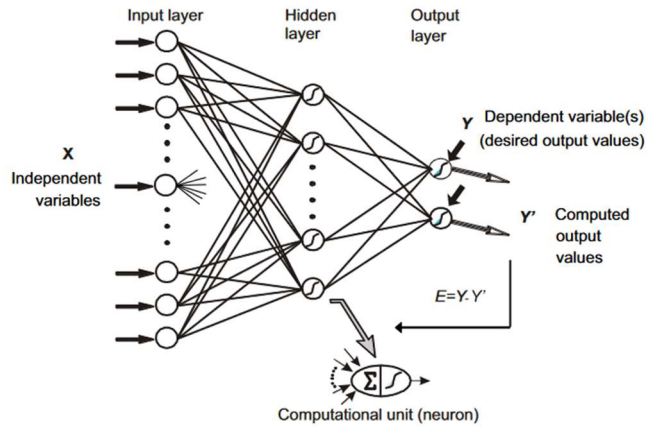 Input layer
Hidden
layer
Output
layer
Y
Dependent variable(s)
(desired output values)
X
Independent
variables
Y'
Computed
output
values
E=Y-Y'
Σ
Computational unit (neuron)